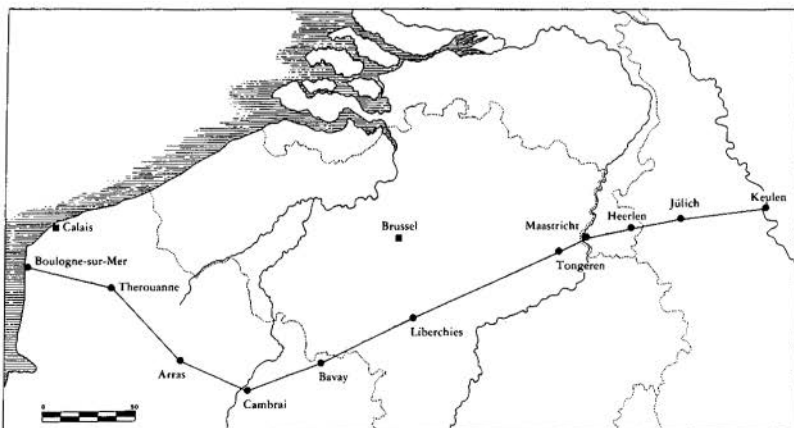 Keulen
Jülich
Heerlen
Maastricht
Calais
Brussel
Tongeren
Boulogne-sur-Mer
Therouanne
Liberchies
Arras
Bavay
Cambrai
0
50